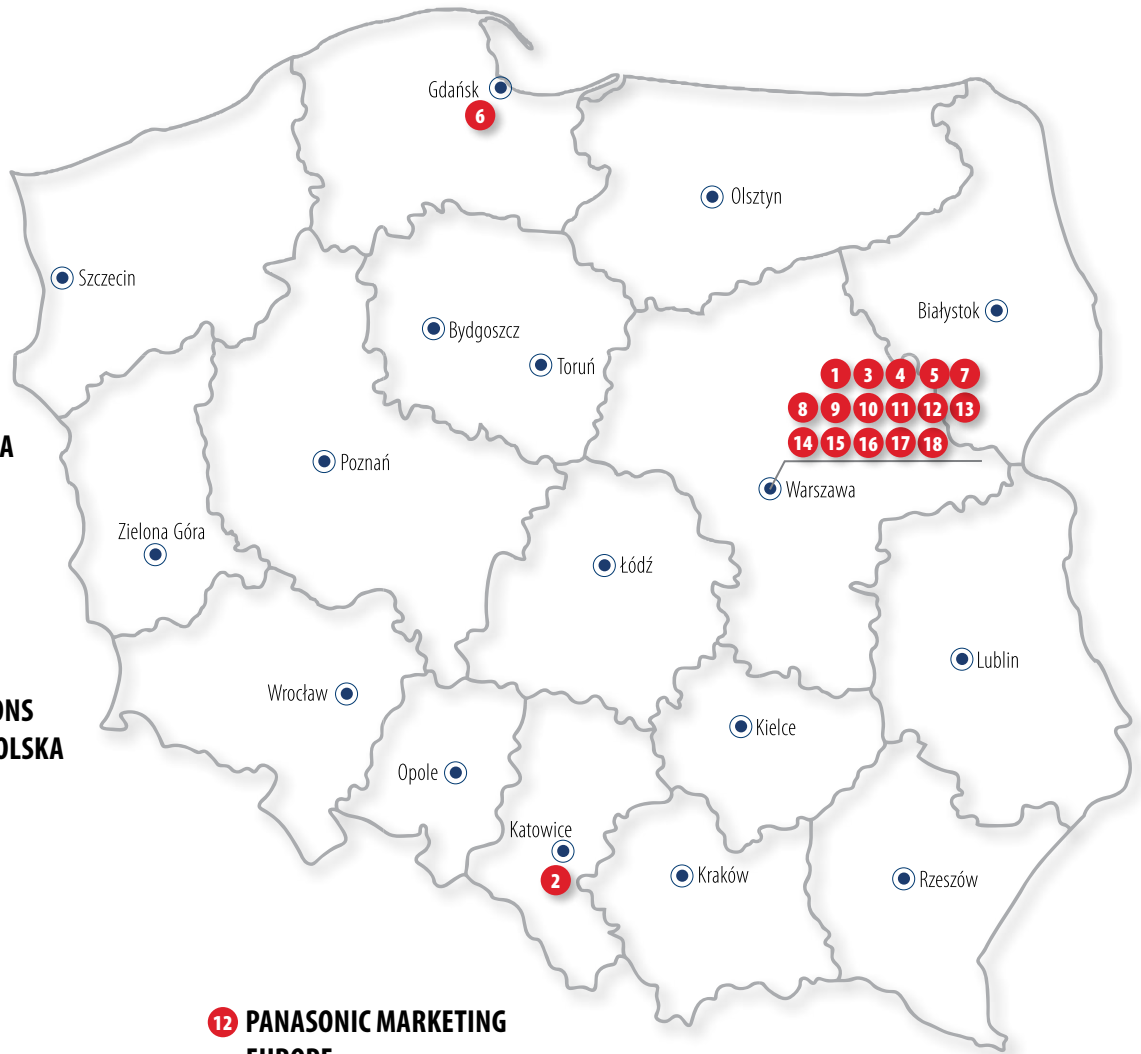 Gdańsk
6
Olsztyn
Szczecin
Białystok
Bydgoszcz
Toruń
1 3 4 5 7
8 9 10 11 12 13
14 15 16 17 18
A
Poznań
Warszawa
Zielona Góra
Łódź
Lublin
Wrocław
ONS
OLSKA
Kielce
Opole
Katowice
2
Kraków
Rzeszów
12 PANASONIC MARKETING
EUROPE